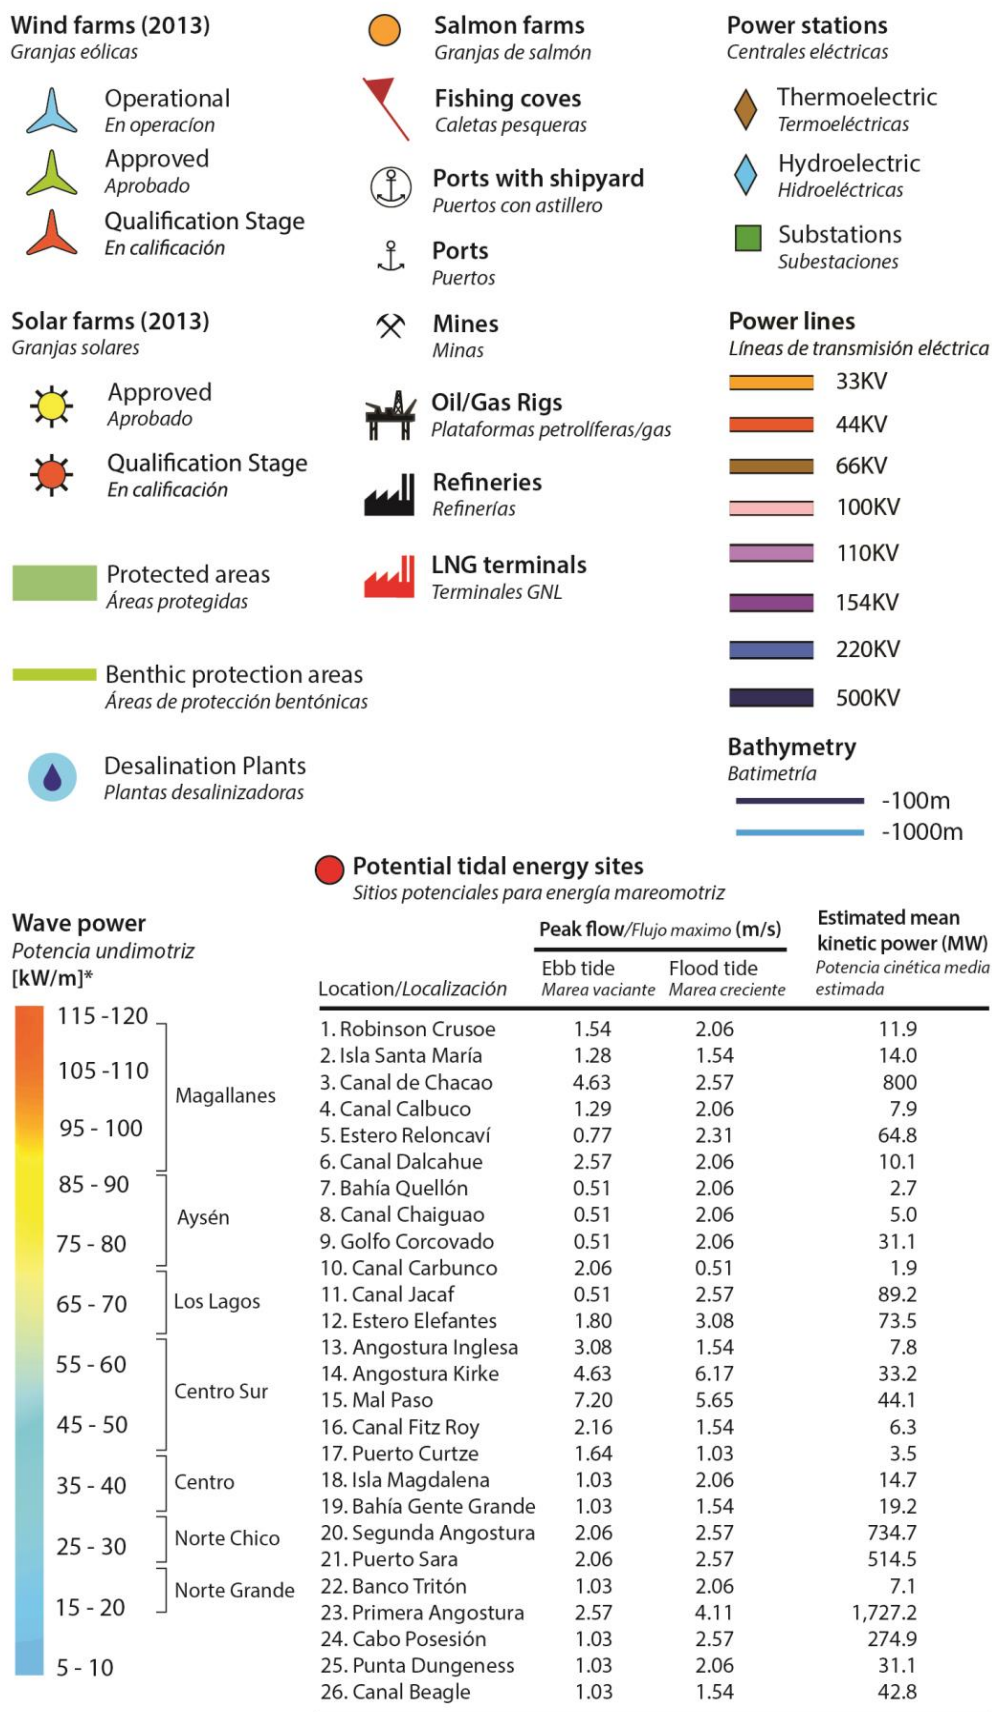 Wind farms (2013)
Granjas eólicas
Operational
En operacíon
Approved
Aprobado
Qualification Stage
En calificación
Solar farms (2013)
Granjas solares
Approved
Aprobado
Qualification Stage
En calificación
Protected areas
Áreas protegidas
Benthic protection areas
Áreas de protección bentónicas
Desalination Plants
Plantas desalinizadoras
Salmon farms
Granjas de salmón
Fishing coves
Caletas pesqueras
Ports with shipyard
Puertos con astillero
Ports
Puertos
Mines
Minas
Oil/Gas Rigs
Plataformas petrolíferas/gas
Refineries
Refinerías
LNG terminals
Terminales GNL
Power stations
Centrales eléctricas
Thermoelectric
Termoeléctricas
Hydroelectric
Hidroeléctricas
Substations
Subestaciones
Power lines
Líneas de transmisión eléctrica
33KV
44KV
66KV
100KV
110KV
154KV
220KV
500KV
Bathymetry
Batimetría
-100m
-1000m
Wave power
Potencia undimotriz
[kW/m]*
115 -120
105 -110
95 - 100
85 - 90
75 - 80
65 - 70
55 - 60
45 - 50
35 - 40
25 - 30
15 - 20
5 - 10
Magallanes
Aysén
Los Lagos
Centro Sur
Centro
Norte Chico
Norte Grande
Potential tidal energy sites
Sitios potenciales para energía mareomotriz
Peak flow/Flujo maximo (m/s)
Estimated mean
kinetic power (MW)
Potencia cinética media
estimada
Ebb tide Flood tide
Location/Localización Marea vaciante Marea creciente
1. Robinson Crusoe 1.54 2.06 11.9
2. Isla Santa María 1.28 1.54 14.0
3. Canal de Chacao 4.63 2.57 800
4. Canal Calbuco 1.29 2.06 7.9
5. Estero Reloncaví 0.77 2.31 64.8
6. Canal Dalcahue 2.57 2.06 10.1
7. Bahía Quellón 0.51 2.06 2.7
8. Canal Chaiguao 0.51 2.06 5.0
9. Golfo Corcovado 0.51 2.06 31.1
10. Canal Carbunco 2.06 0.51 1.9
11. Canal Jacaf 0.51 2.57 89.2
12. Estero Elefantes 1.80 3.08 73.5
13. Angostura Inglesa 3.08 1.54 7.8
14. Angostura Kirke 4.63 6.17 33.2
15. Mal Paso 7.20 5.65 44.1
16. Canal Fitz Roy 2.16 1.54 6.3
17. Puerto Curtze 1.64 1.03 3.5
18. Isla Magdalena 1.03 2.06 14.7
19. Bahía Gente Grande 1.03 1.54 19.2
20. Segunda Angostura 2.06 2.57 734.7
21. Puerto Sara 2.06 2.57 514.5
22. Banco Tritón 1.03 2.06 7.1
23. Primera Angostura 2.57 4.11 1,727.2
24. Cabo Posesión 1.03 2.57 274.9
25. Punta Dungeness 1.03 2.06 31.1
26. Canal Beagle 1.03 1.54 42.8